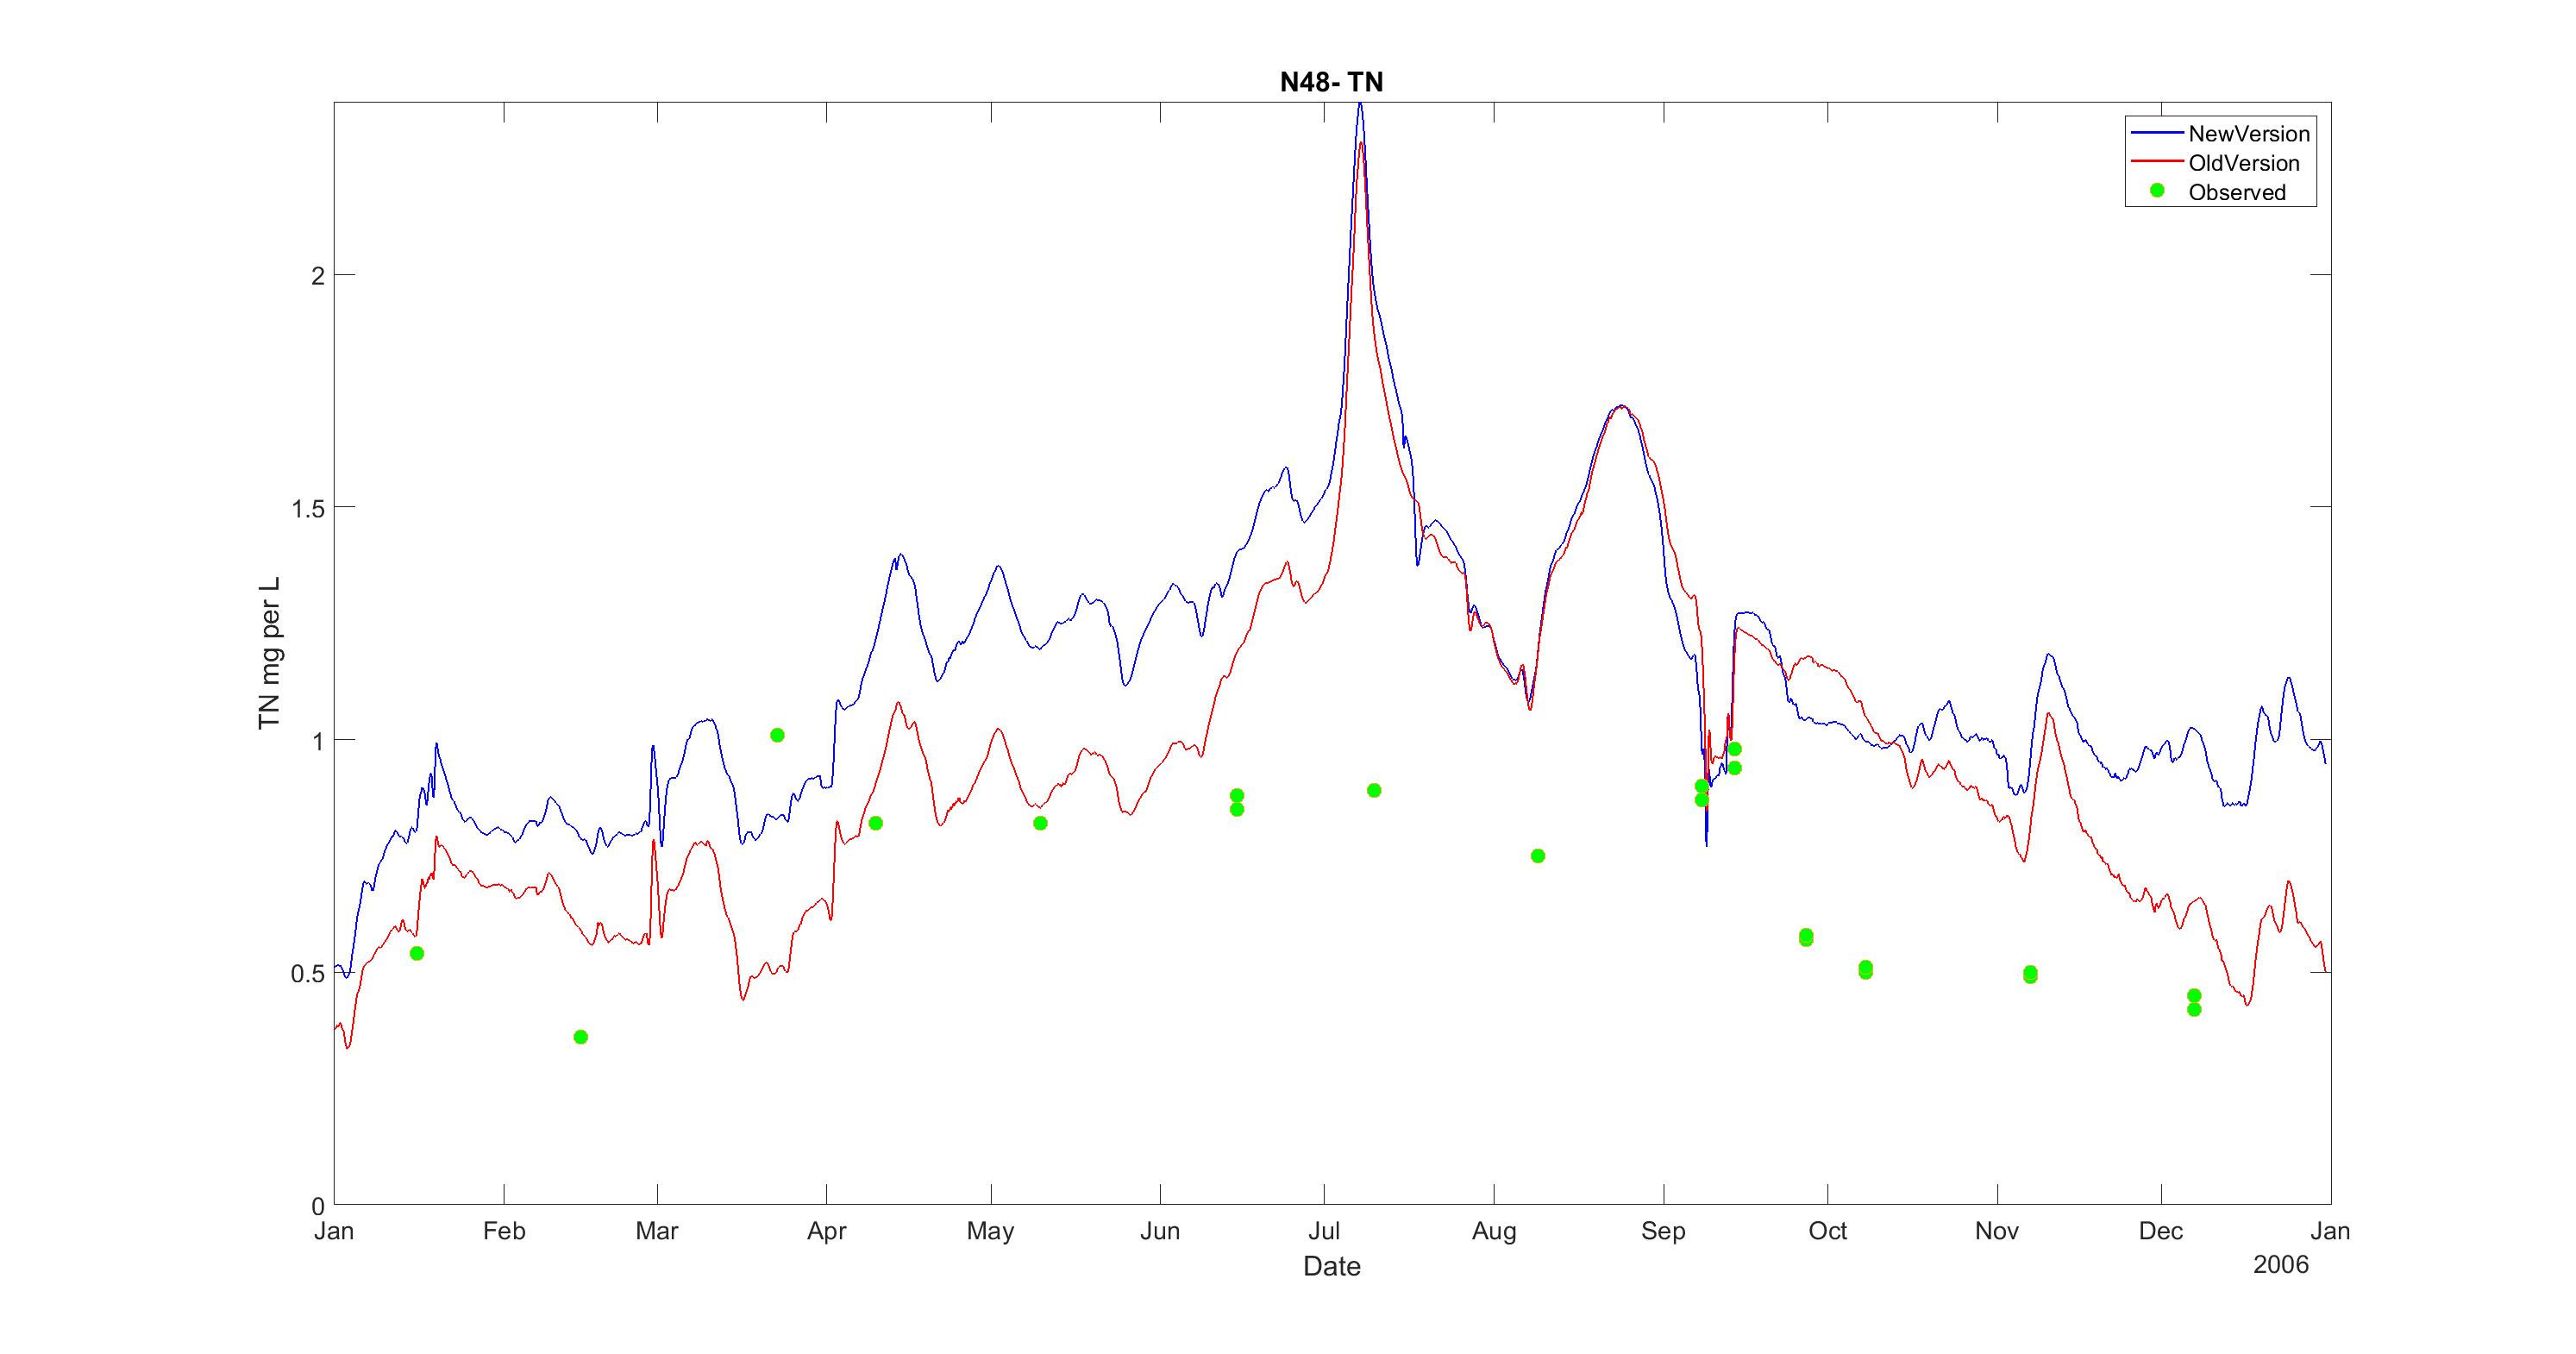 N48- TN
NewVersion
OldVersion
Observed
TN mg per L
2
1.5
1
0.5
0
Jan Feb Mar Apr May Jun Jul Aug Sep Oct Nov Dec Jan
Date
2006